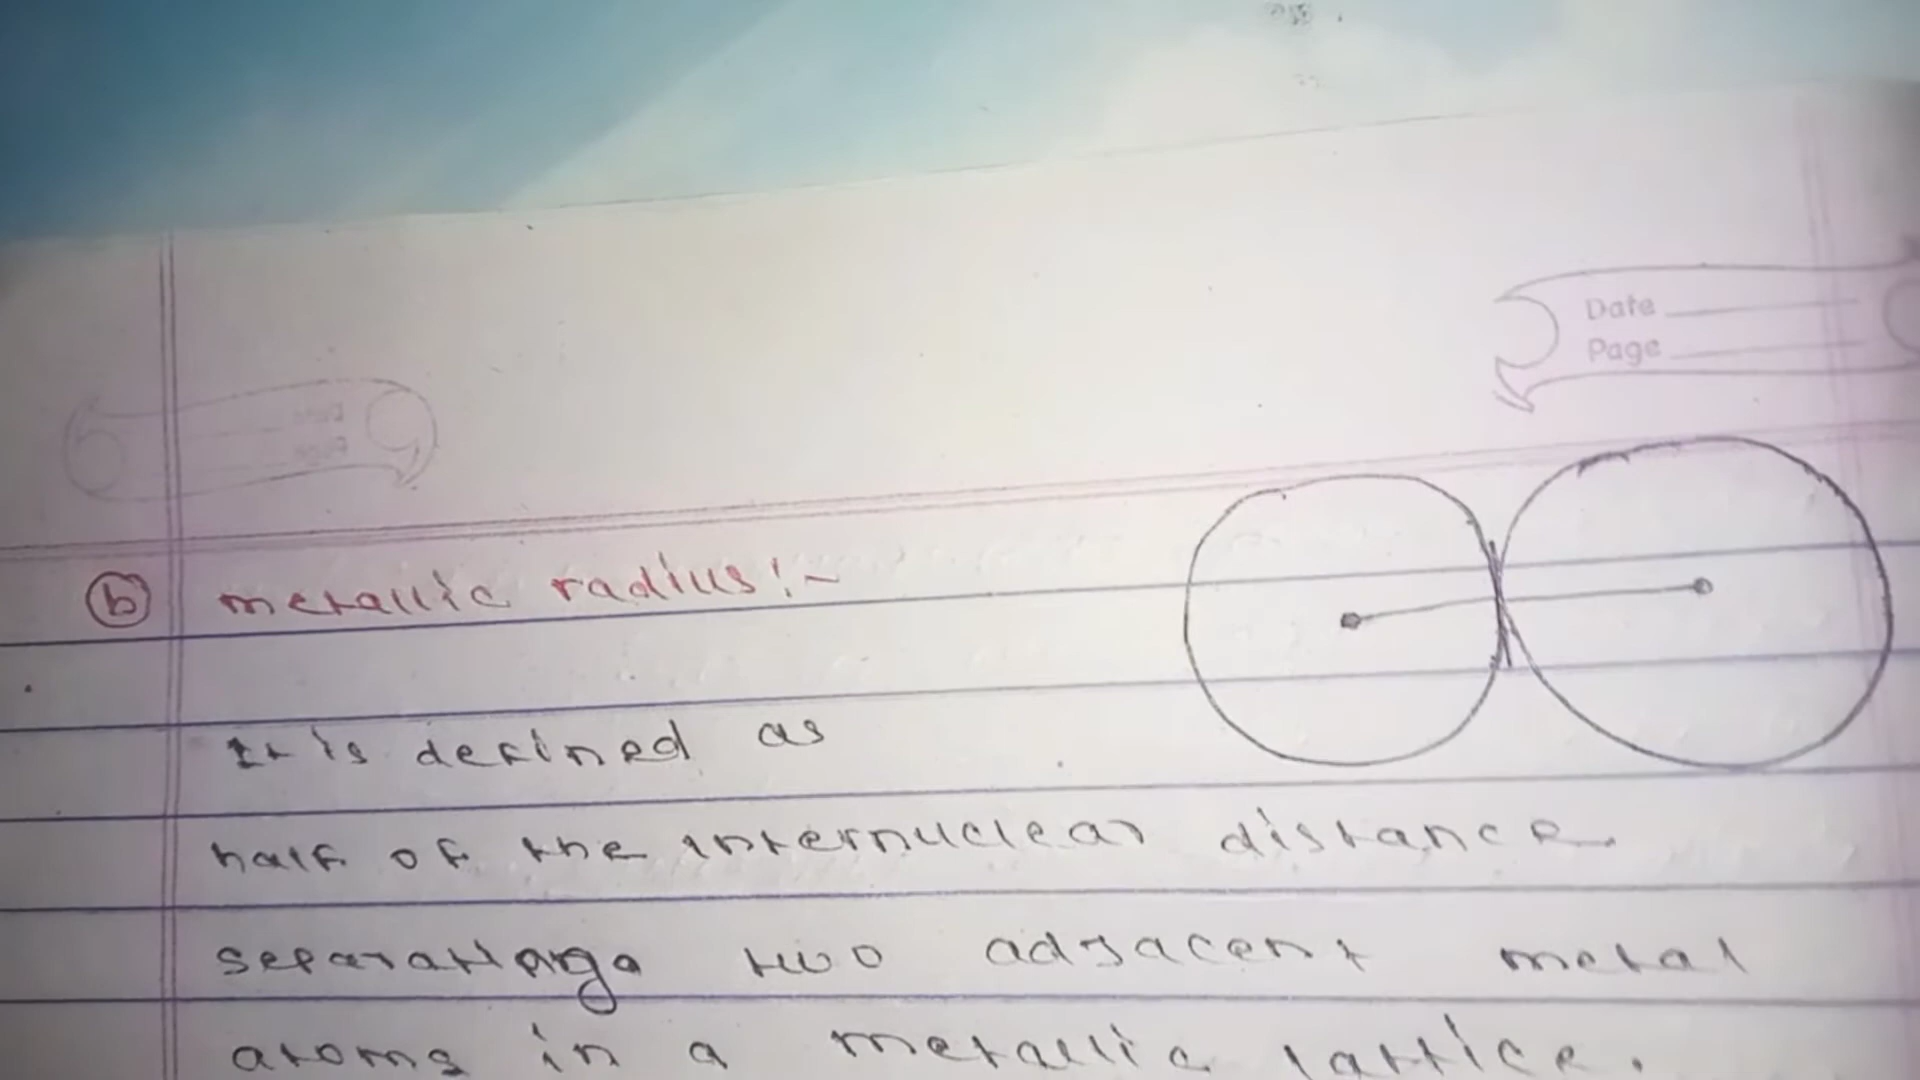 Date
Page
(b) metallic radius:-
It is defined as
half of the internuclear distance
two adjacent metal
atoms in a metallic lattice.